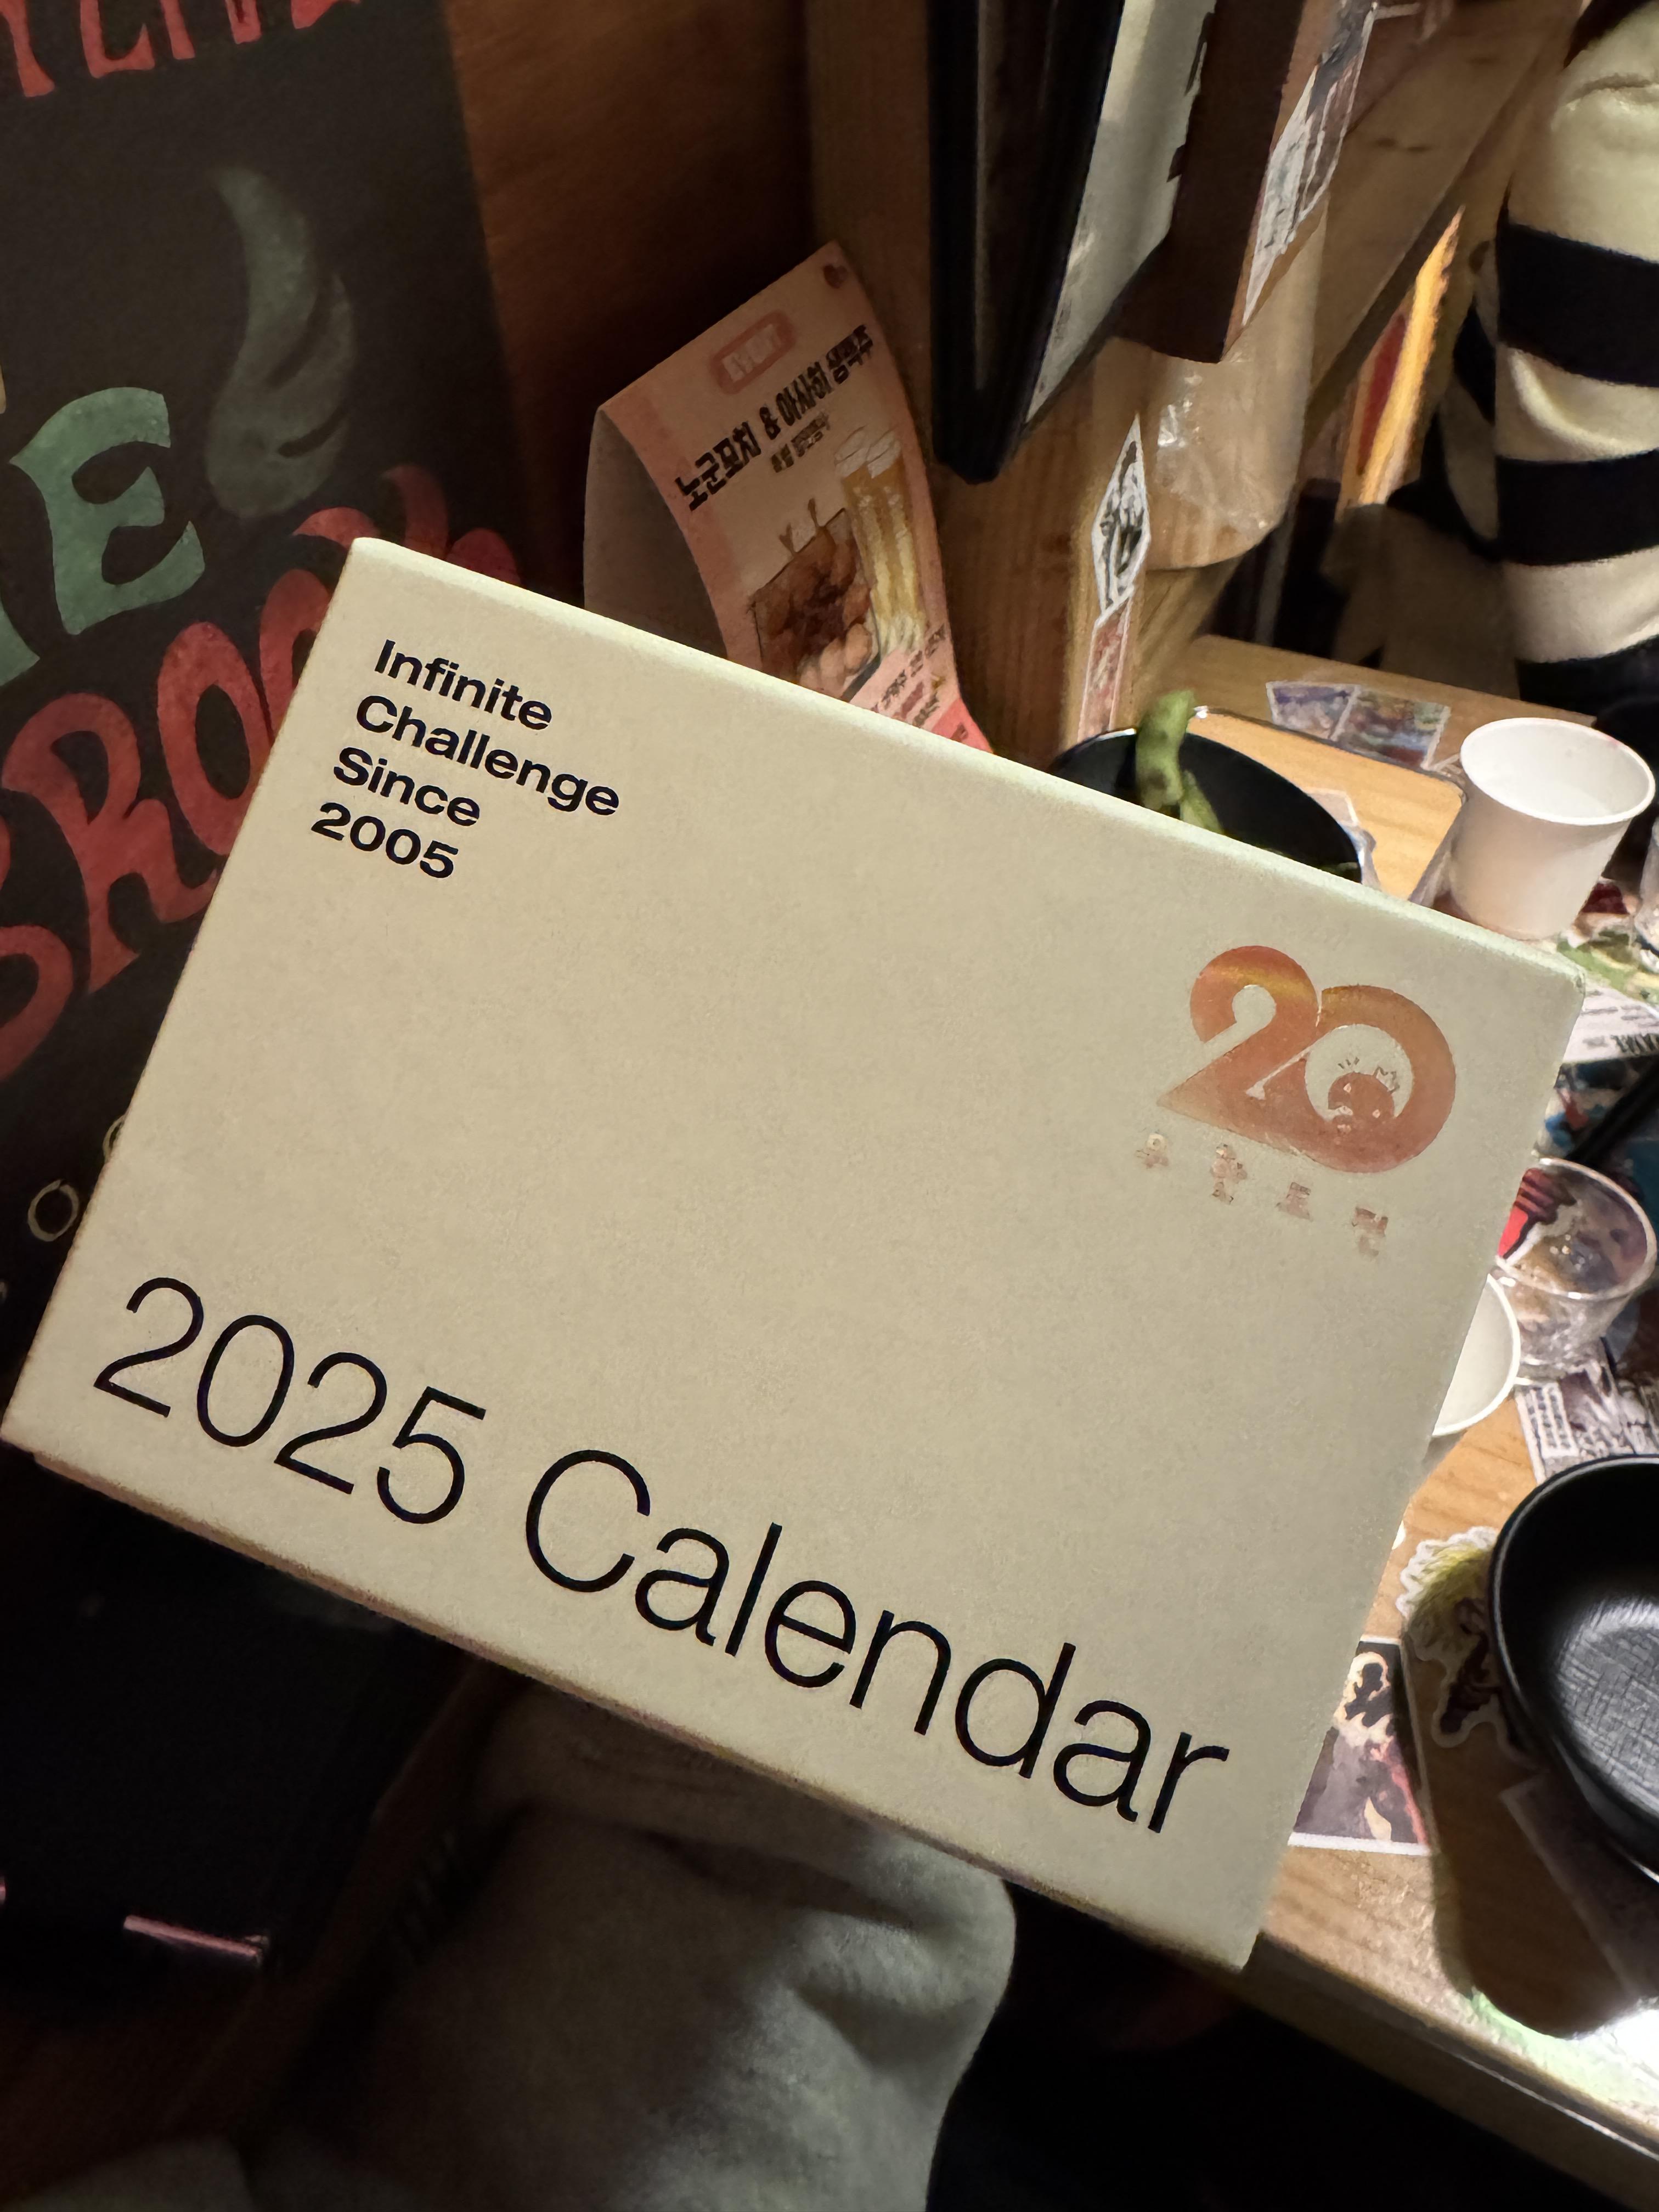 노군꼬치 & 아사히 생맥주
Infinite
Challenge
Since
2005
20
무한도전
2025 Calendar